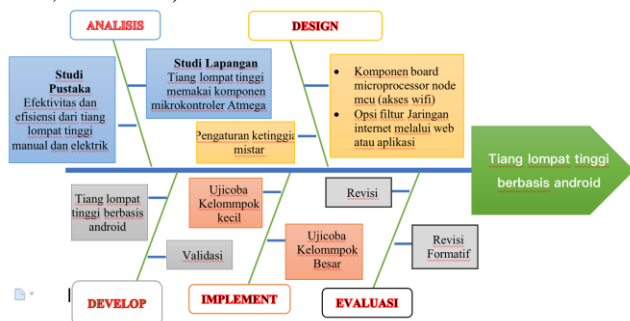 ANALISIS
DESIGN
Studi
Pustaka
Efektivitas dan
efisiensi dari tiang
lompat tinggi
manual dan elektrik
Studi Lapangan
Tiang lompat tinggi
memakai komponen
mikrokontroler Atmega
Pengaturan ketinggia
mistar
• Komponen board
microprocessor node
mcu (akses wifi)
• Opsi filtur Jaringan
internet melalui web
atau aplikasi
Tiang lompat tinggi
berbasis android
Tiang lompat
tinggi berbasis
android
Validasi
Ujicoba
Kelommpok
kecil
Ujicoba
Kelommpok
Besar
Revisi
Revisi
Formatif
DEVELOP
IMPLEMENT
EVALUASI